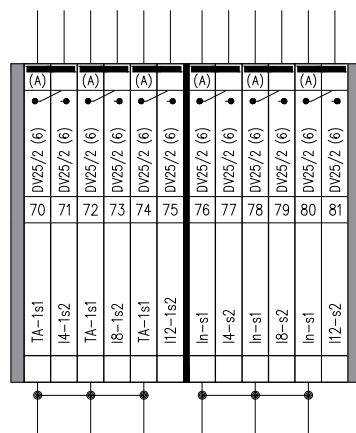 (A) (A) (A) (A) (A) (A)
DV25/2 (6) DV25/2 (6) DV25/2 (6) DV25/2 (6) DV25/2 (6) DV25/2 (6) DV25/2 (6) DV25/2 (6) DV25/2 (6) DV25/2 (6) DV25/2 (6) DV25/2 (6)
70 71 72 73 74 75 76 77 78 79 80 81
TA-1s1 I4-1s2 TA-1s1 I8-1s2 TA-1s1 I12-1s2 In-s1 I4-s2 In-s1 I8-s2 In-s1 I12-s2